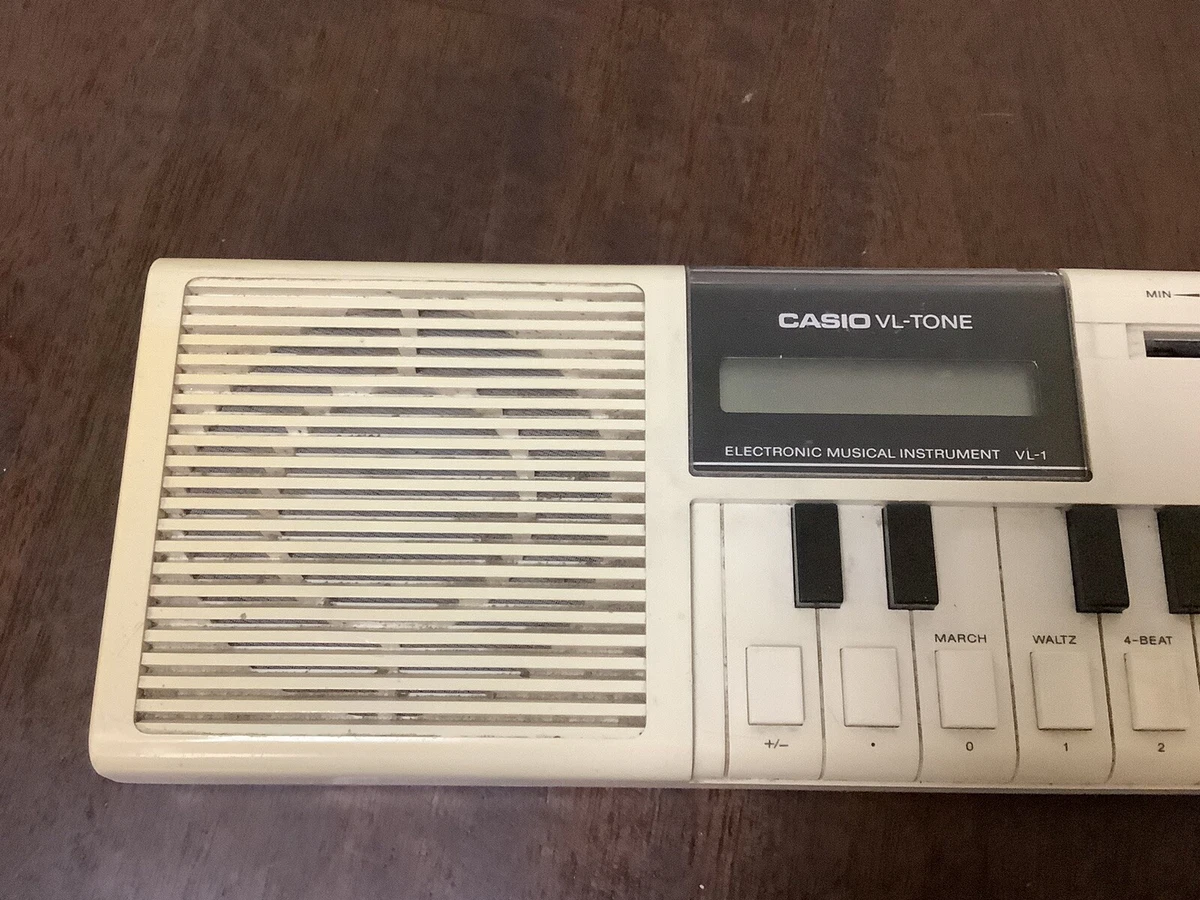 MIN
CASIO VL-TONE
ELECTRONIC MUSICAL INSTRUMENT VL-1
MARCH WALTZ 4-BEAT
+/- • 0 1 2